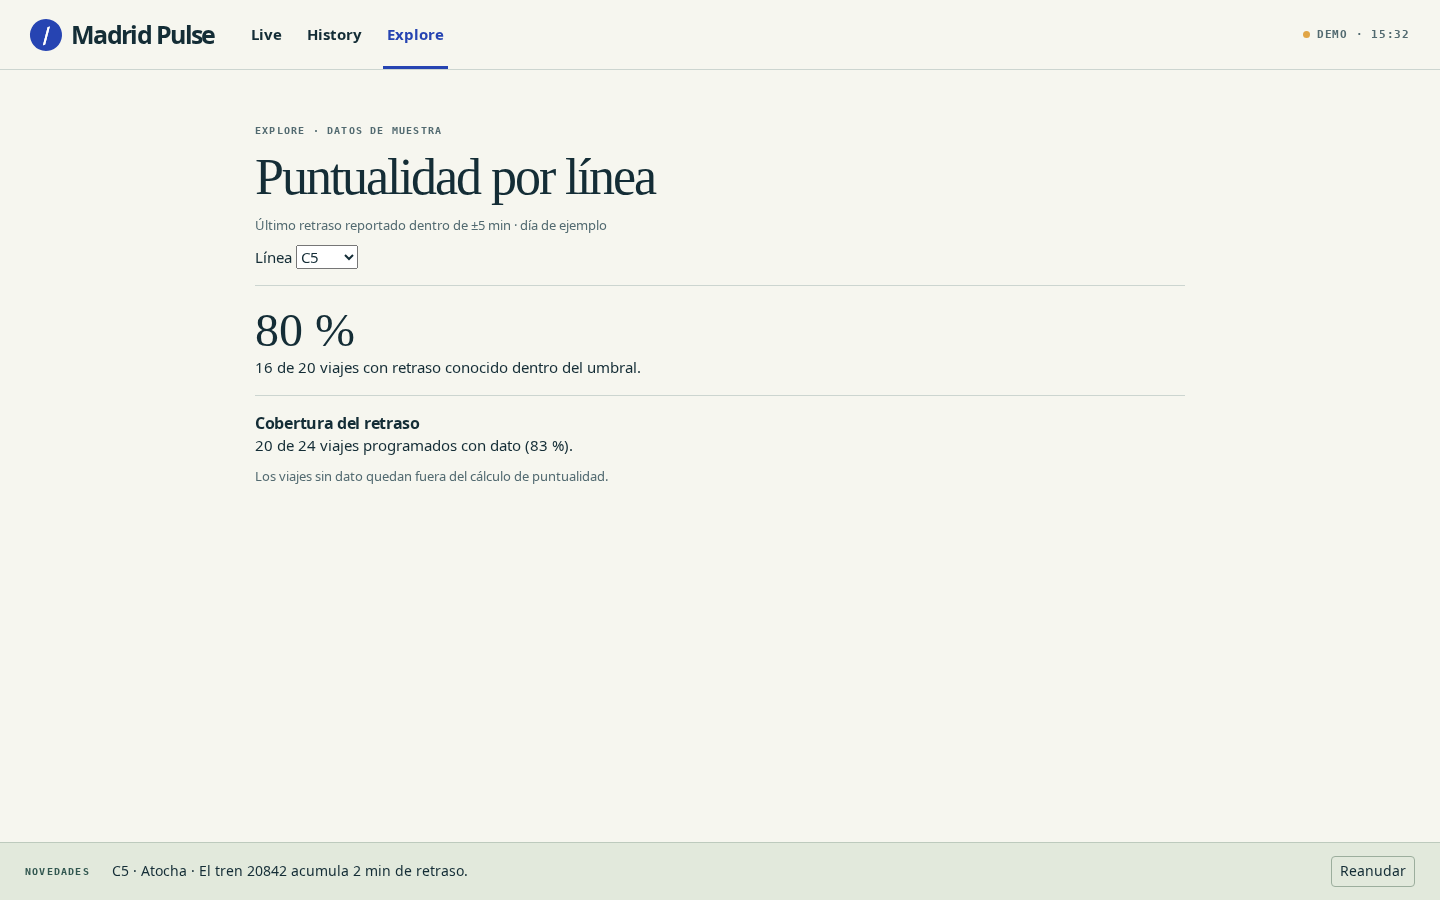 Madrid Pulse Live History Explore DEMO · 15:32
EXPLORE · DATOS DE MUESTRA
Puntualidad por línea
Último retraso reportado dentro de ±5 min · día de ejemplo
Línea C5
80 %
16 de 20 viajes con retraso conocido dentro del umbral.
Cobertura del retraso
20 de 24 viajes programados con dato (83 %).
Los viajes sin dato quedan fuera del cálculo de puntualidad.
NOVEDADES C5 · Atocha · El tren 20842 acumula 2 min de retraso. Reanudar